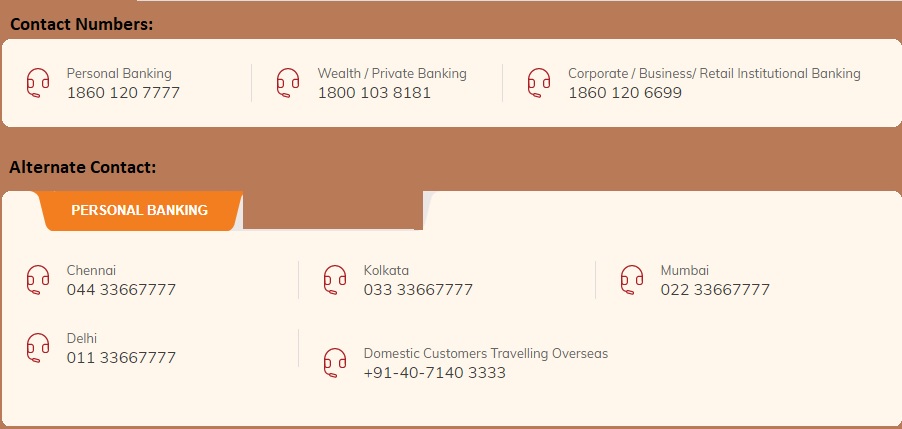 Contact Numbers:
Personal Banking
1860 120 7777
Wealth / Private Banking
1800 103 8181
Corporate / Business/ Retail Institutional Banking
1860 120 6699
Alternate Contact:
PERSONAL BANKING
Chennai
044 33667777
Kolkata
033 33667777
Mumbai
022 33667777
Delhi
011 33667777
Domestic Customers Travelling Overseas
+91-40-7140 3333